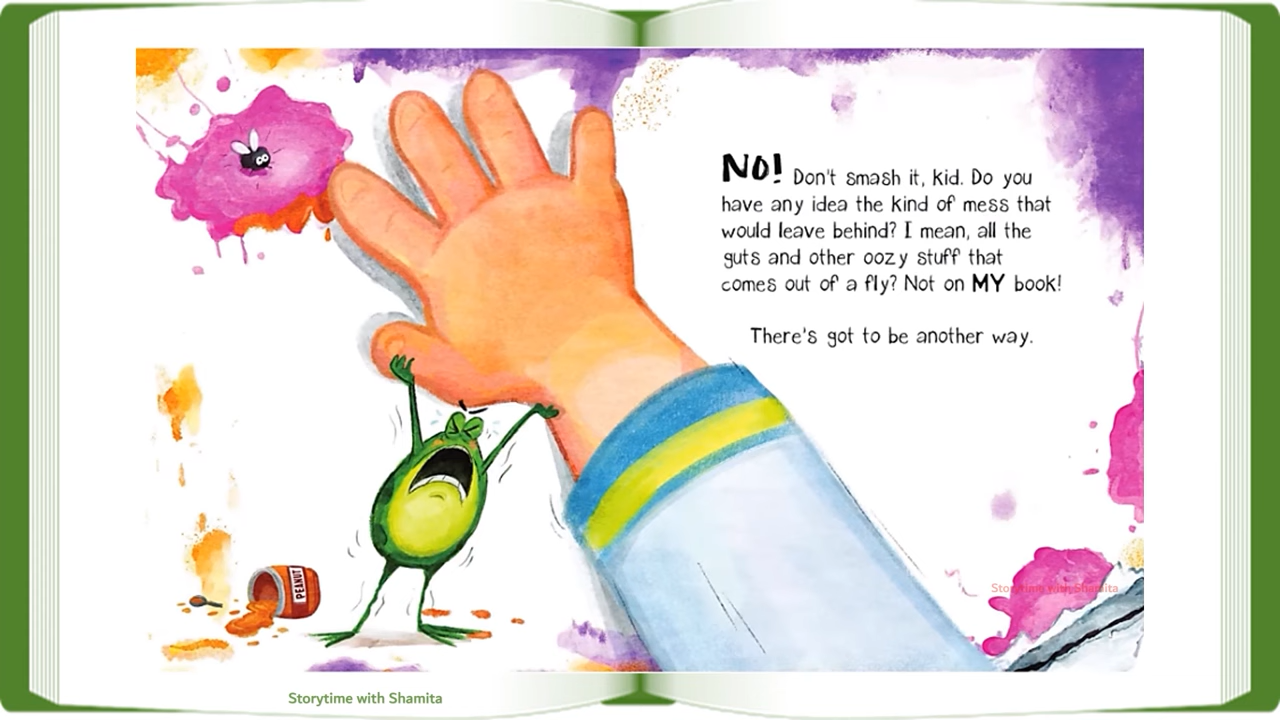 NO! Don't smash it, kid. Do you
have any idea the kind of mess that
would leave behind? I mean, all the
guts and other oozy stuff that
comes out of a fly? Not on MY book!
There's got to be another way.
PEANUT
Storytime with Shamita
Storytime with Shamita